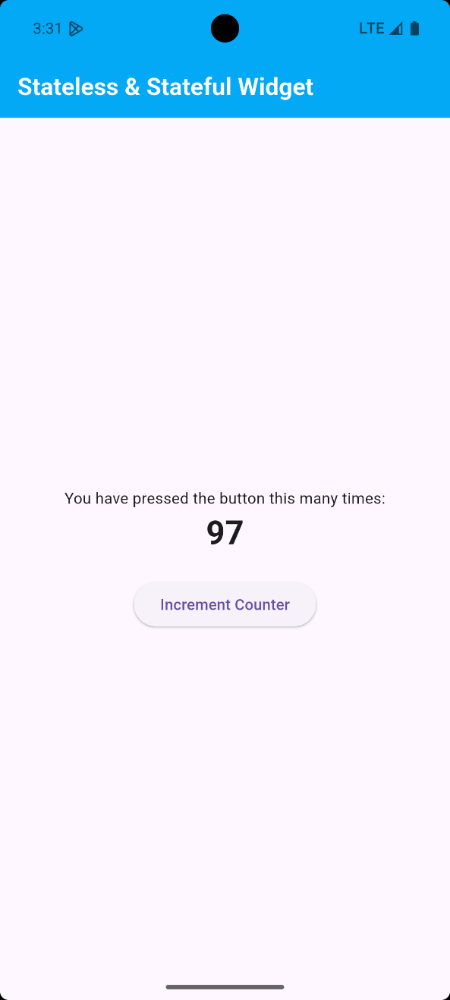 3:31 LTE
Stateless & Stateful Widget
You have pressed the button this many times:
97
Increment Counter